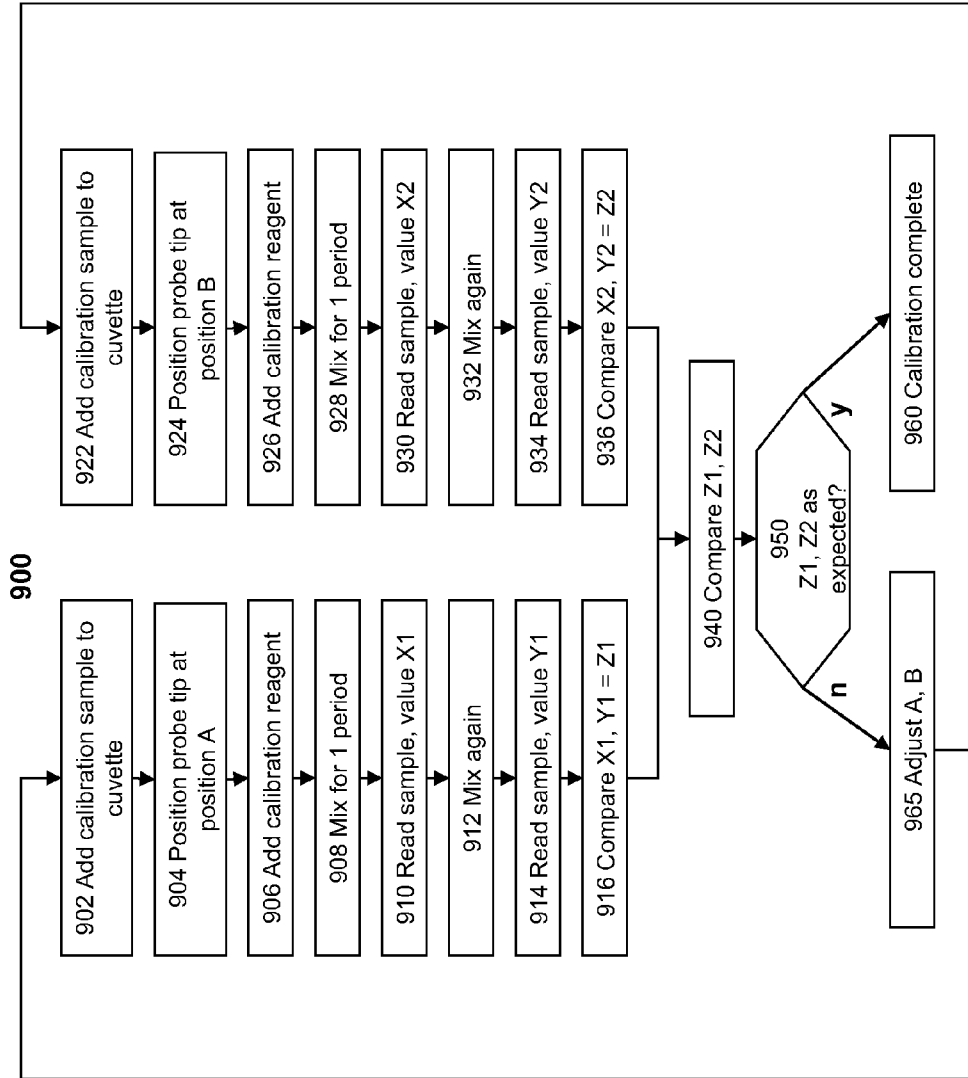 900
902 Add calibration sample to
cuvette
904 Position probe tip at
position A
906 Add calibration reagent
908 Mix for 1 period
910 Read sample, value X1
912 Mix again
914 Read sample, value Y1
916 Compare X1, Y1 = Z1
922 Add calibration sample to
cuvette
924 Position probe tip at
position B
926 Add calibration reagent
928 Mix for 1 period
930 Read sample, value X2
932 Mix again
934 Read sample, value Y2
936 Compare X2, Y2 = Z2
940 Compare Z1, Z2
950
Z1, Z2 as
expected?
n
y
965 Adjust A, B
960 Calibration complete